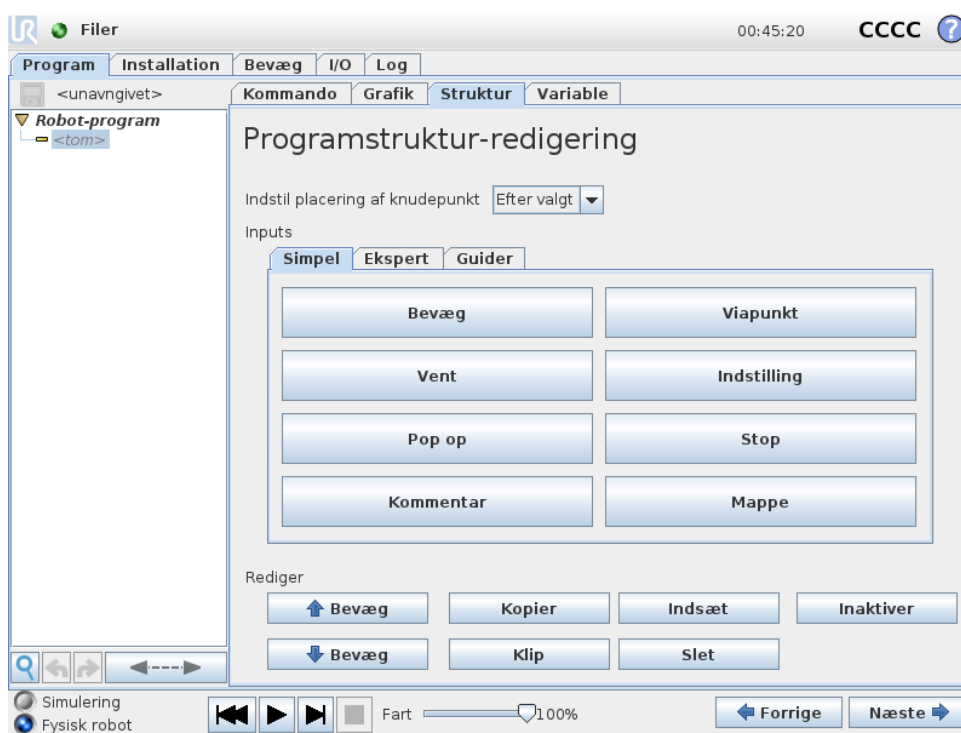 UR Filer 00:45:20 CCCC ?
Program Installation Bevæg I/O Log
<unavngivet>
Kommando Grafik Struktur Variable
Robot-program
<tom>
Programstruktur-redigering
Indstil placering af knudepunkt Efter valgt
Inputs
Simpel Ekspert Guider
Bevæg Viapunkt
Vent Indstilling
Pop op Stop
Kommentar Mappe
Rediger
Bevæg Kopier Indsæt Inaktiver
Bevæg Klip Slet
Simulering
Fysisk robot
Fart 100%
Forrige Næste